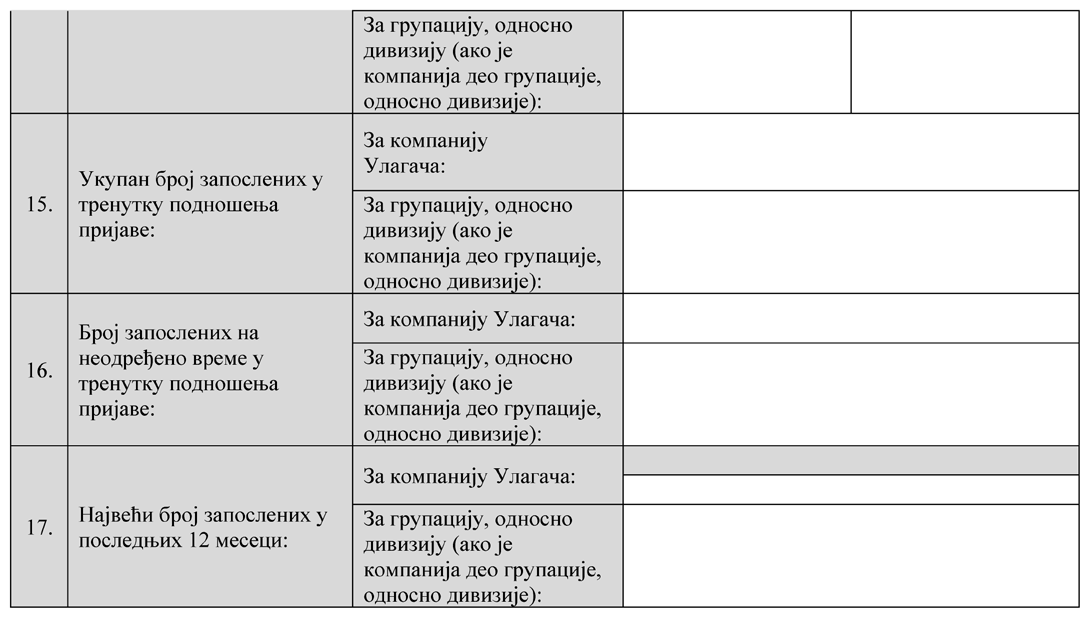 За групацију, односно
дивизију (ако је
компанија део групације,
односно дивизије):
15.
Укупан број запослених у
тренутку подношења
пријаве:
За компанију
Улагача:
За групацију, односно
дивизију (ако је
компанија део групације,
односно дивизије):
16.
Број запослених на
неодређено време у
тренутку подношења
пријаве:
За компанију Улагача:
За групацију, односно
дивизију (ако је
компанија део групације,
односно дивизије):
17.
Највећи број запослених у
последњих 12 месеци:
За компанију Улагача:
За групацију, односно
дивизију (ако је
компанија део групације,
односно дивизије):